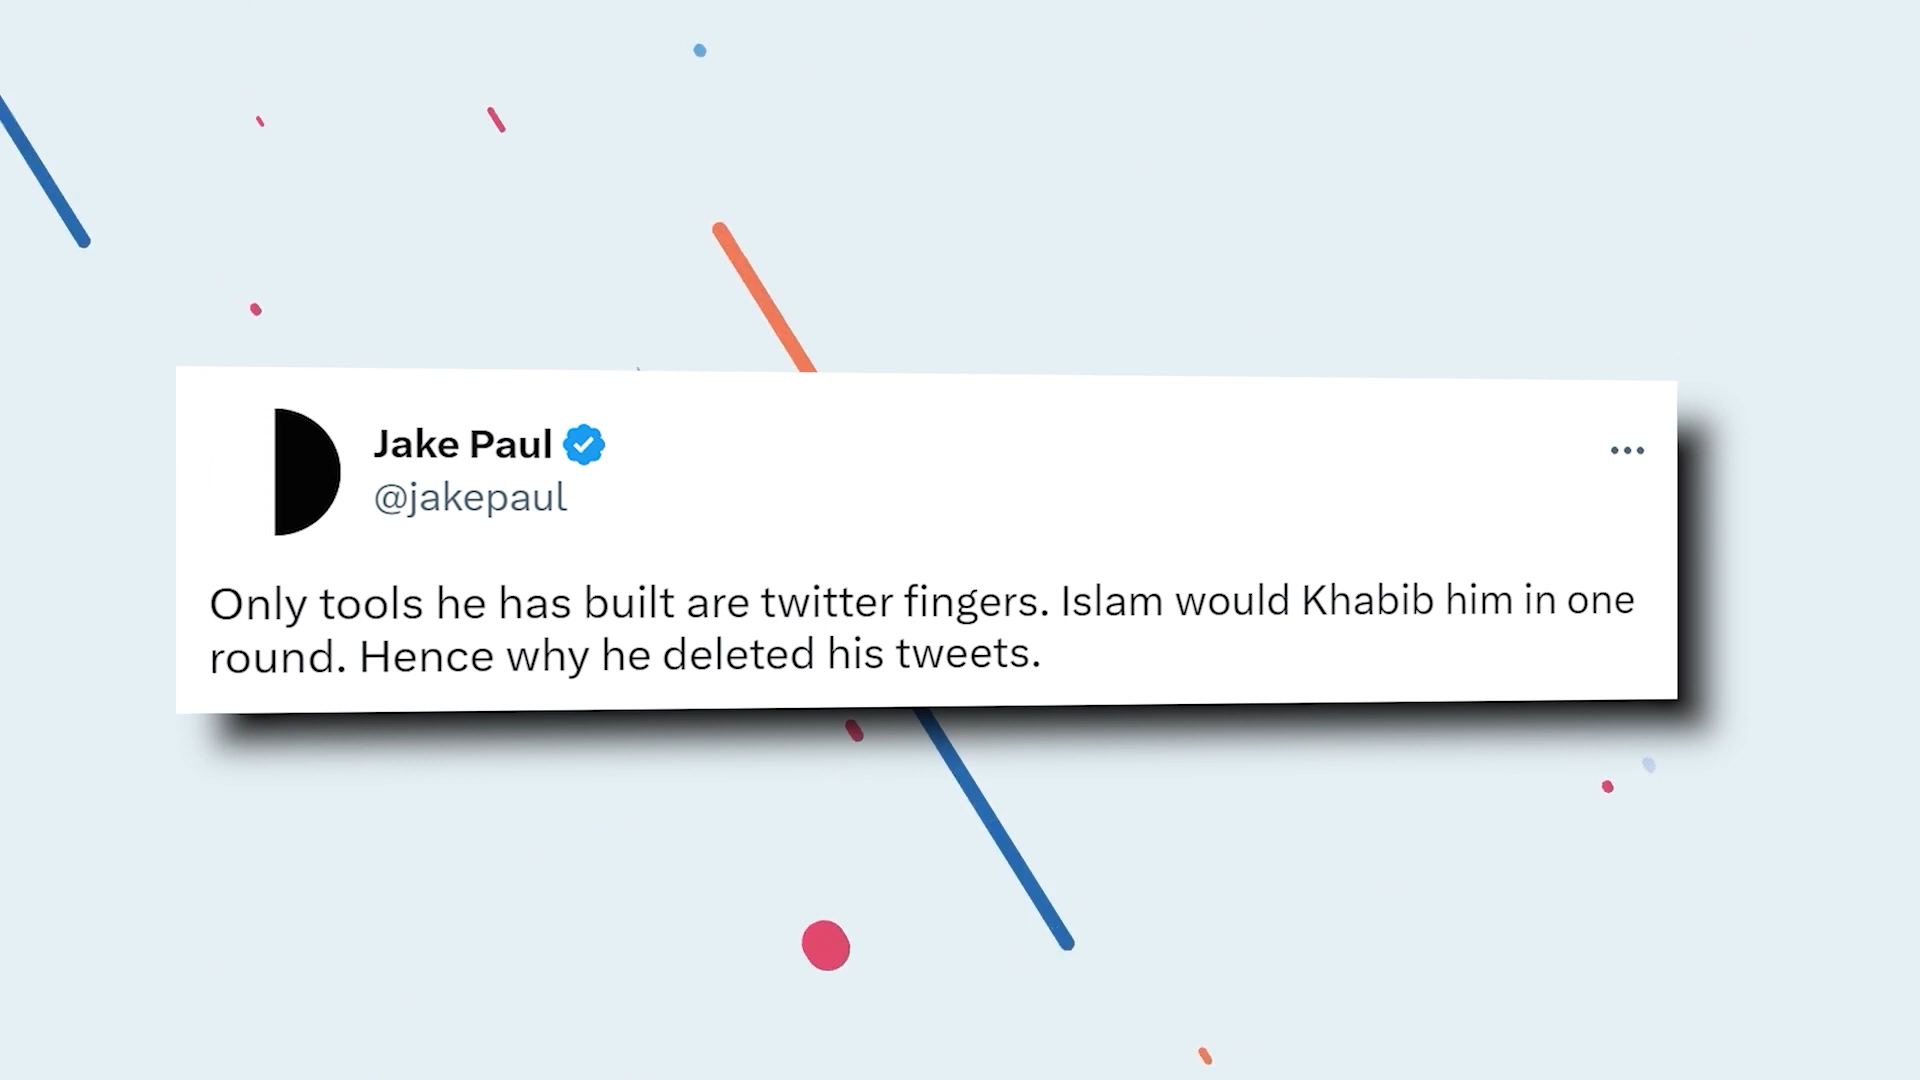 Jake Paul
@jakepaul
Only tools he has built are twitter fingers. Islam would Khabib him in one
round. Hence why he deleted his tweets.